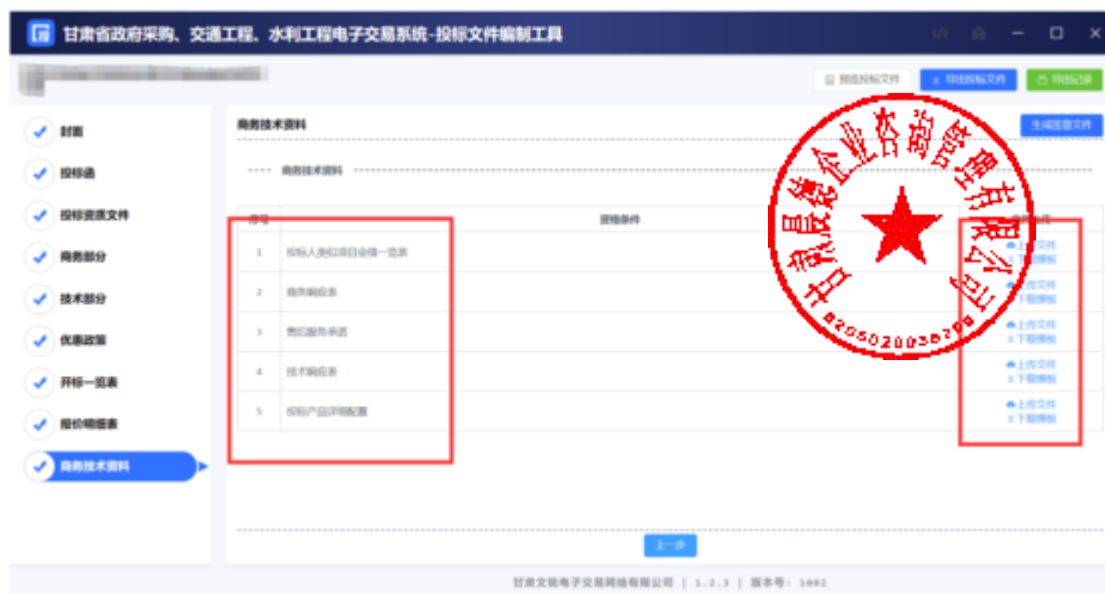 甘肃省政府采购、交通工程、水利工程电子交易系统-投标文件编制工具
预览投标文件 导出投标文件 导出记录
封面
投标函
投标资质文件
商务部分
技术部分
优惠政策
开标一览表
报价明细表
商务技术资料
商务技术资料 生成签章文件
商务技术资料
序号 资格条件
1 投标人类似项目业绩一览表 上传文件
下载模板
2 商务响应表 上传文件
下载模板
3 售后服务承诺 上传文件
下载模板
4 技术响应表 上传文件
下载模板
5 投标产品详细配置 上传文件
下载模板
企业咨询管理有限公司
上一步
甘肃文锐电子交易网络有限公司 | 1.2.3 | 版本号: 1002